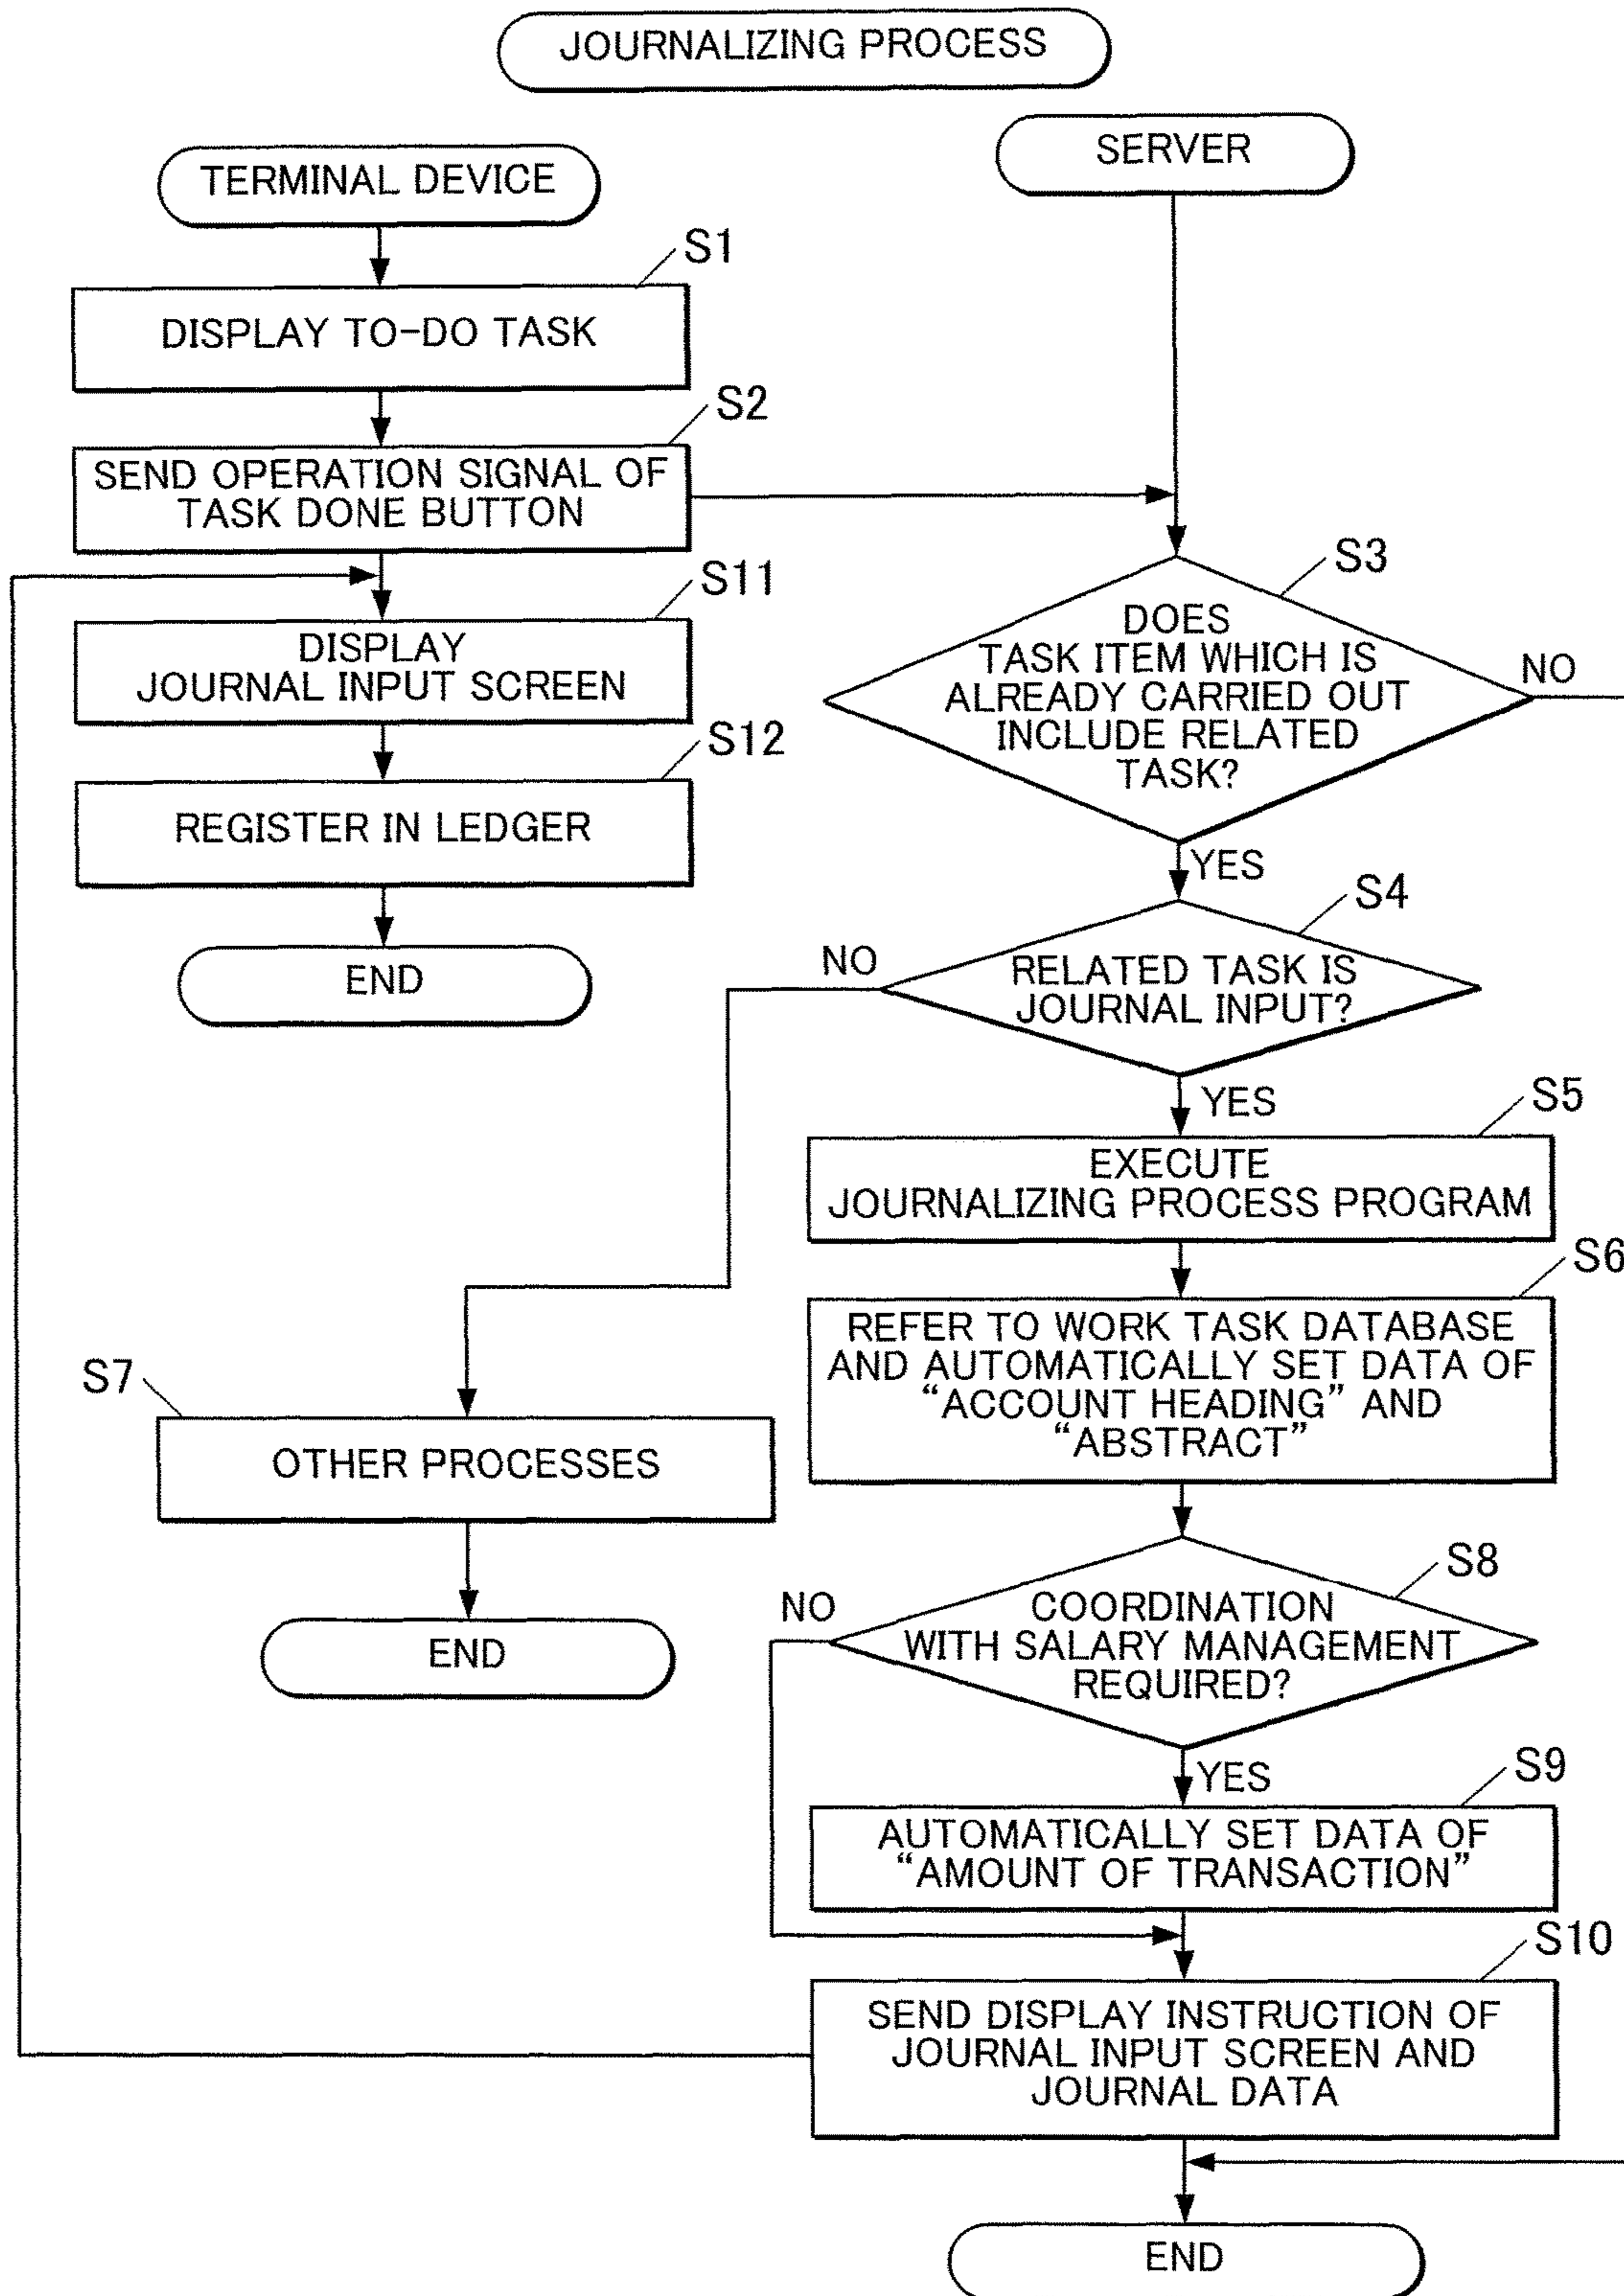 JOURNALIZING PROCESS
TERMINAL DEVICE
S1
DISPLAY TO-DO TASK
S2
SEND OPERATION SIGNAL OF
TASK DONE BUTTON
S11
DISPLAY
JOURNAL INPUT SCREEN
S12
REGISTER IN LEDGER
END
SERVER
S3
DOES
TASK ITEM WHICH IS
ALREADY CARRIED OUT
INCLUDE RELATED
TASK?
NO
YES
S4
RELATED TASK IS
JOURNAL INPUT?
NO
YES
S5
EXECUTE
JOURNALIZING PROCESS PROGRAM
S6
REFER TO WORK TASK DATABASE
AND AUTOMATICALLY SET DATA OF
“ACCOUNT HEADING” AND
“ABSTRACT”
S7
OTHER PROCESSES
END
S8
COORDINATION
WITH SALARY MANAGEMENT
REQUIRED?
NO
YES
S9
AUTOMATICALLY SET DATA OF
“AMOUNT OF TRANSACTION”
S10
SEND DISPLAY INSTRUCTION OF
JOURNAL INPUT SCREEN AND
JOURNAL DATA
END